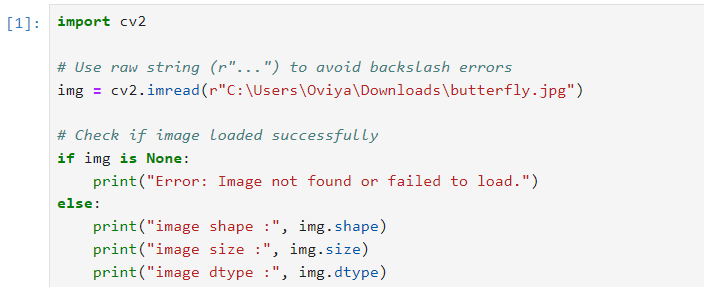 [1]: import cv2
# Use raw string (r"...") to avoid backslash errors
img = cv2.imread(r"C:\Users\Oviya\Downloads\butterfly.jpg")
# Check if image loaded successfully
if img is None:
    print("Error: Image not found or failed to load.")
else:
    print("image shape :", img.shape)
    print("image size :", img.size)
    print("image dtype :", img.dtype)